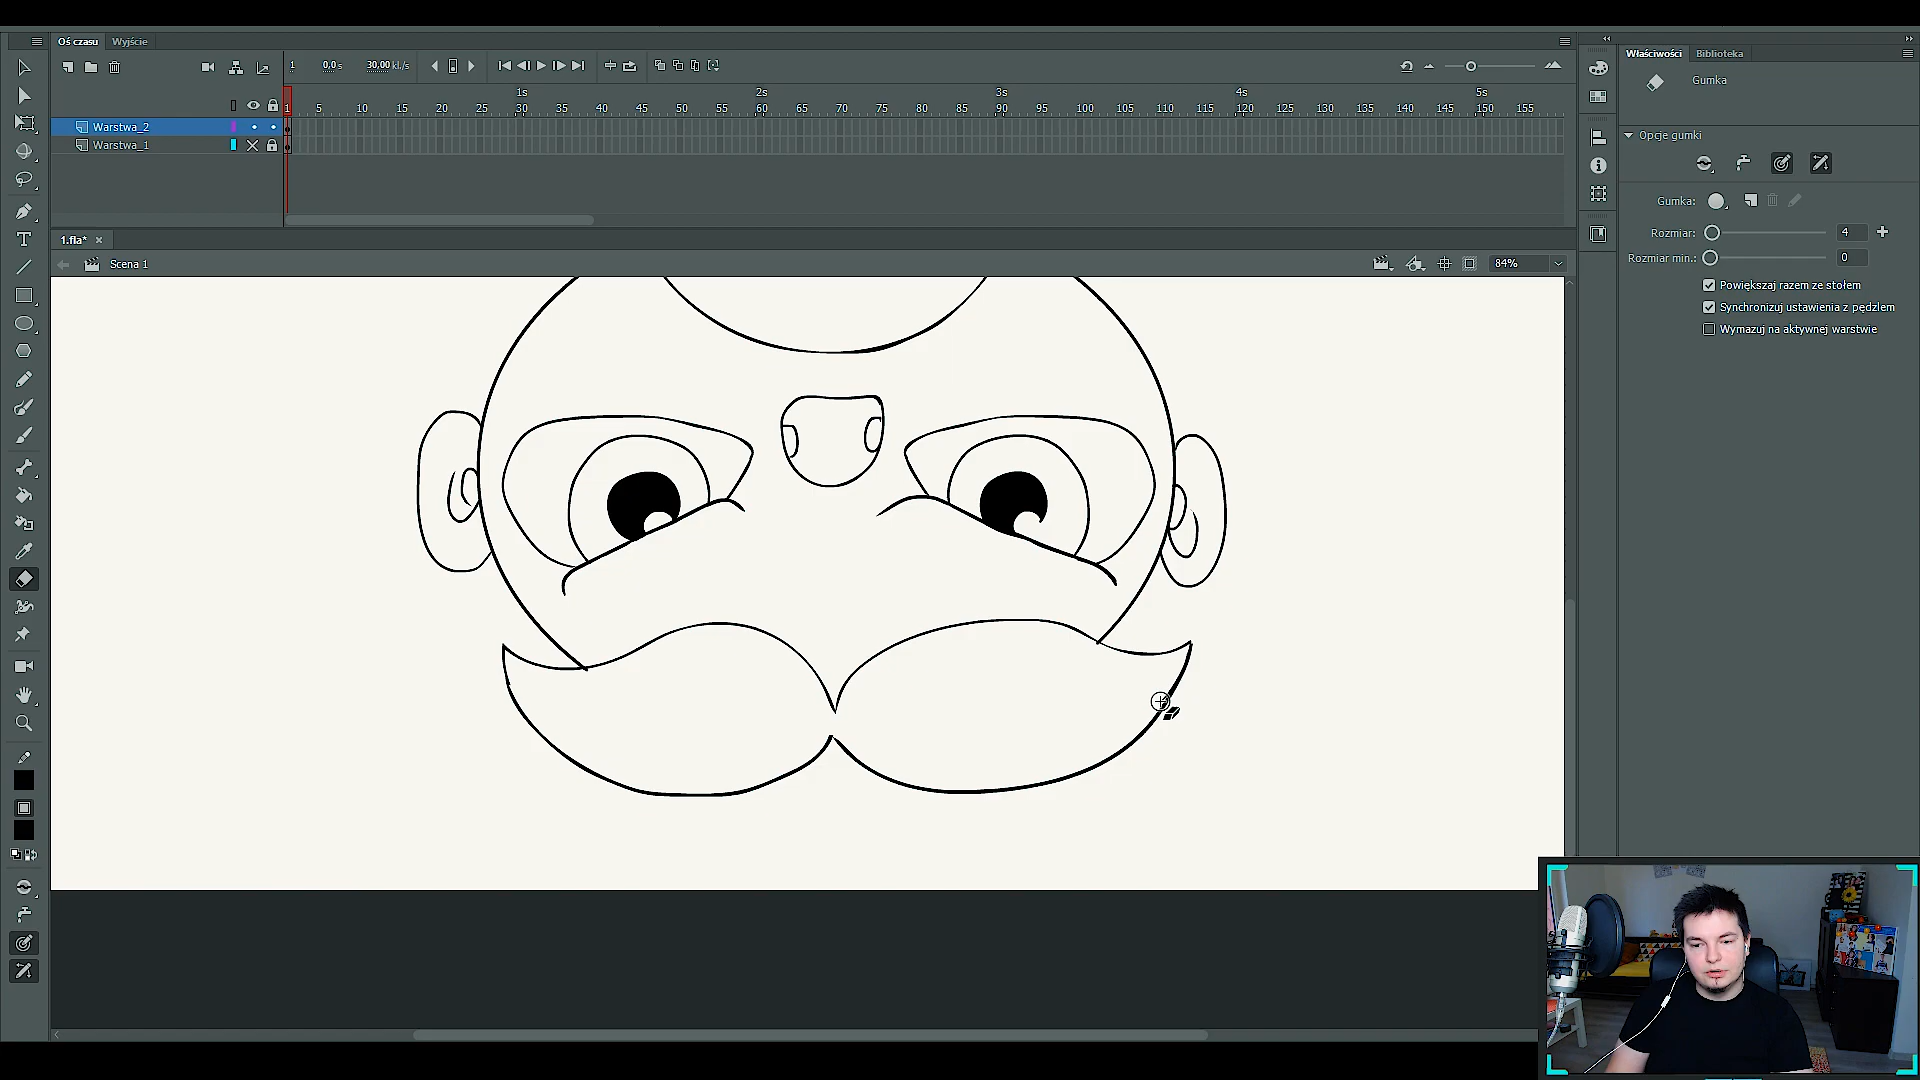 Oś czasu Wyjście
Właściwości Biblioteka
1 0,0 s 30,00 kl./s
Gumka
1s 2s 3s 4s 5s
1 5 10 15 20 25 30 35 40 45 50 55 60 65 70 75 80 85 90 95 100 105 110 115 120 125 130 135 140 145 150 155
Warstwa_2
Opcje gumki
Warstwa_1
Gumka:
Rozmiar: 4
1.fla*
Rozmiar min.: 0
Scena 1 84%
Powiększaj razem ze stołem
Synchronizuj ustawienia z pędzlem
Wymazuj na aktywnej warstwie